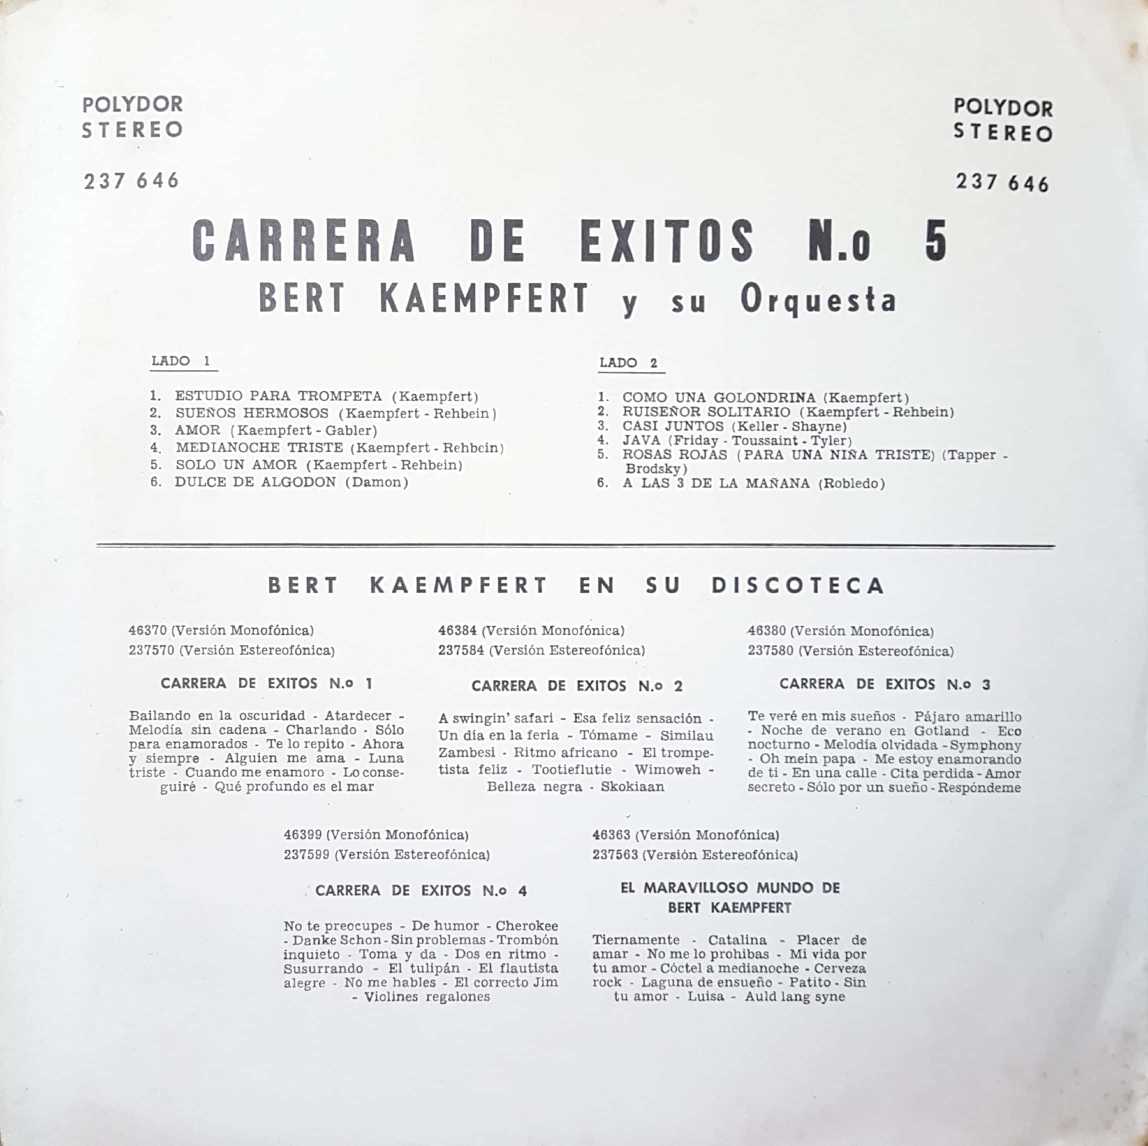 POLYDOR
STEREO
237 646
POLYDOR
STEREO
237 646
CARRERA DE EXITOS N.o 5
BERT KAEMPFERT y su Orquesta
LADO 1
1. ESTUDIO PARA TROMPETA (Kaempfert)
2. SUEÑOS HERMOSOS (Kaempfert - Rehbein)
3. AMOR (Kaempfert - Gabler)
4. MEDIANOCHE TRISTE (Kaempfert - Rehbein)
5. SOLO UN AMOR (Kaempfert - Rehbein)
6. DULCE DE ALGODON (Damon)
LADO 2
1. COMO UNA GOLONDRINA (Kaempfert)
2. RUISEÑOR SOLITARIO (Kaempfert - Rehbein)
3. CASI JUNTOS (Keller - Shayne)
4. JAVA (Friday - Toussaint - Tyler)
5. ROSAS ROJAS (PARA UNA NIÑA TRISTE) (Tapper -
Brodsky)
6. A LAS 3 DE LA MAÑANA (Robledo)
BERT KAEMPFERT EN SU DISCOTECA
46370 (Versión Monofónica)
237570 (Versión Estereofónica)
CARRERA DE EXITOS N.o 1
Bailando en la oscuridad - Atardecer -
Melodía sin cadena - Charlando - Sólo
para enamorados - Te lo repito - Ahora
y siempre - Alguien me ama - Luna
triste - Cuando me enamoro - Lo conse-
guiré - Qué profundo es el mar
46384 (Versión Monofónica)
237584 (Versión Estereofónica)
CARRERA DE EXITOS N.o 2
A swingin' safari - Esa feliz sensación -
Un día en la feria - Tómame - Similau
Zambesi - Ritmo africano - El trompe-
tista feliz - Tootieflutie - Wimoweh -
Belleza negra - Skokiaan
46380 (Versión Monofónica)
237580 (Versión Estereofónica)
CARRERA DE EXITOS N.o 3
Te veré en mis sueños - Pájaro amarillo
- Noche de verano en Gotland - Eco
nocturno - Melodía olvidada - Symphony
- Oh mein papa - Me estoy enamorando
de ti - En una calle - Cita perdida - Amor
secreto - Sólo por un sueño - Respóndeme
46399 (Versión Monofónica)
237599 (Versión Estereofónica)
CARRERA DE EXITOS N.o 4
No te preocupes - De humor - Cherokee
- Danke Schon - Sin problemas - Trombón
inquieto - Toma y da - Dos en ritmo -
Susurrando - El tulipán - El flautista
alegre - No me hables - El correcto Jim
- Violines regalones
46363 (Versión Monofónica)
237563 (Versión Estereofónica)
EL MARAVILLOSO MUNDO DE
BERT KAEMPFERT
Tiernamente - Catalina - Placer de
amar - No me lo prohibas - Mi vida por
tu amor - Cóctel a medianoche - Cerveza
rock - Laguna de ensueño - Patito - Sin
tu amor - Luisa - Auld lang syne